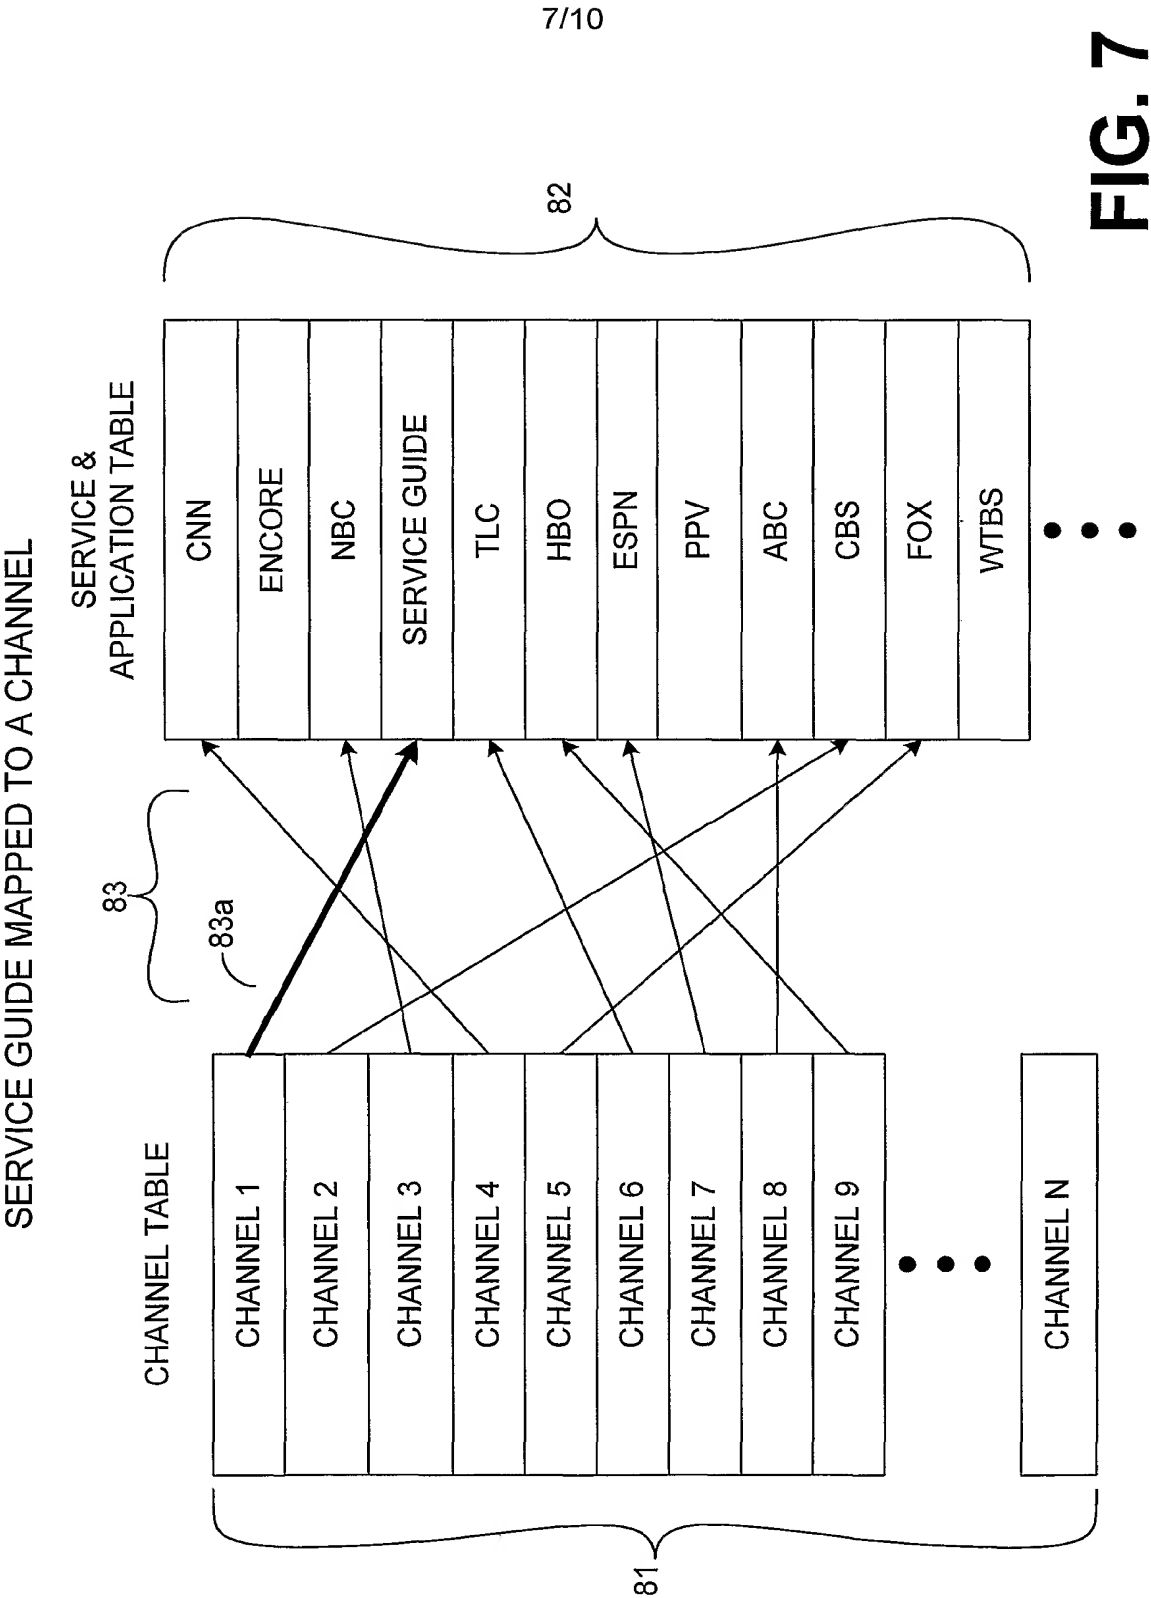 7/10
SERVICE GUIDE MAPPED TO A CHANNEL
CHANNEL TABLE
81
CHANNEL 1
CHANNEL 2
CHANNEL 3
CHANNEL 4
CHANNEL 5
CHANNEL 6
CHANNEL 7
CHANNEL 8
CHANNEL 9
CHANNEL N
83
83a
SERVICE &
APPLICATION TABLE
CNN
ENCORE
NBC
SERVICE GUIDE
TLC
HBO
ESPN
PPV
ABC
CBS
FOX
WTBS
82
FIG. 7